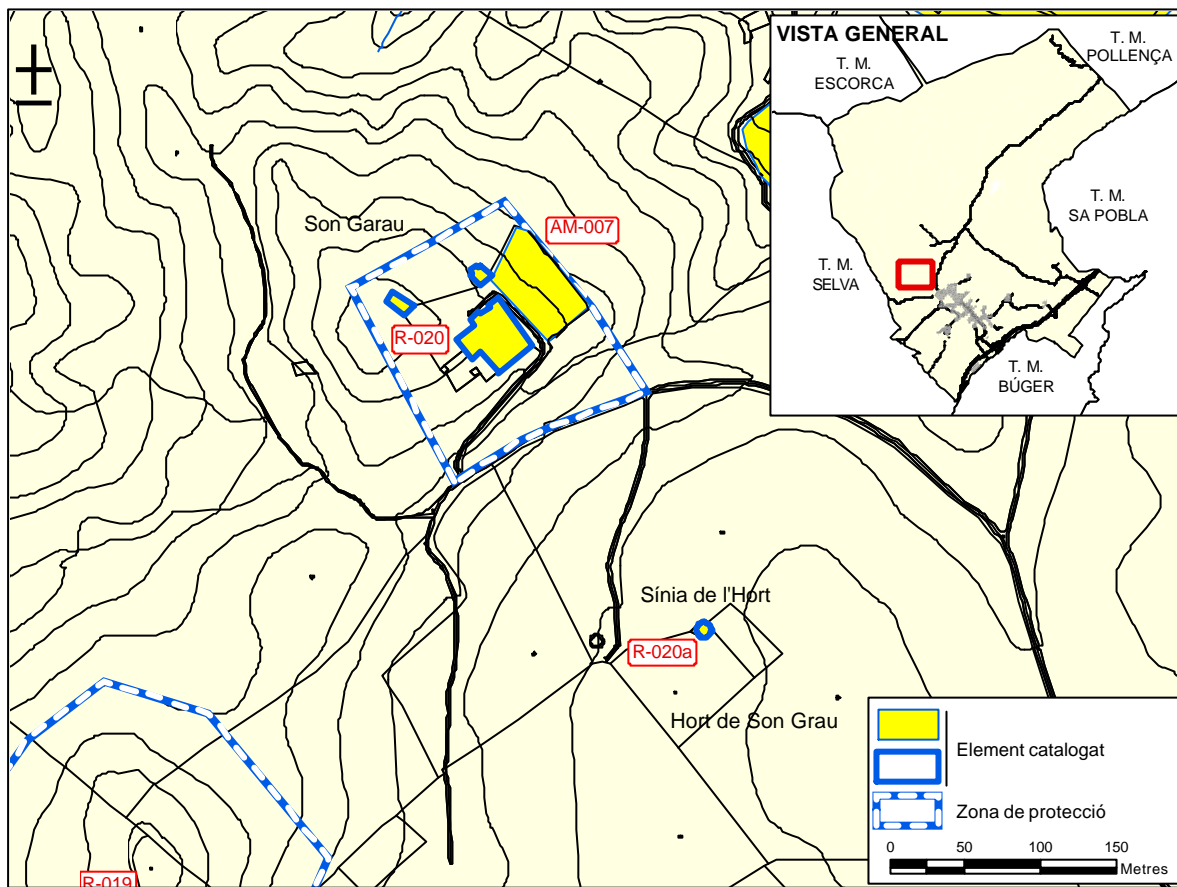 VISTA GENERAL
T. M.
POLLENÇA
T. M.
ESCORCA
T. M.
SA POBLA
T. M.
SELVA
T. M.
BÚGER
Son Garau
AM-007
R-020
Sínia de l'Hort
R-020a
Hort de Son Grau
R-019
Element catalogat
Zona de protecció
0 50 100 150
Metres